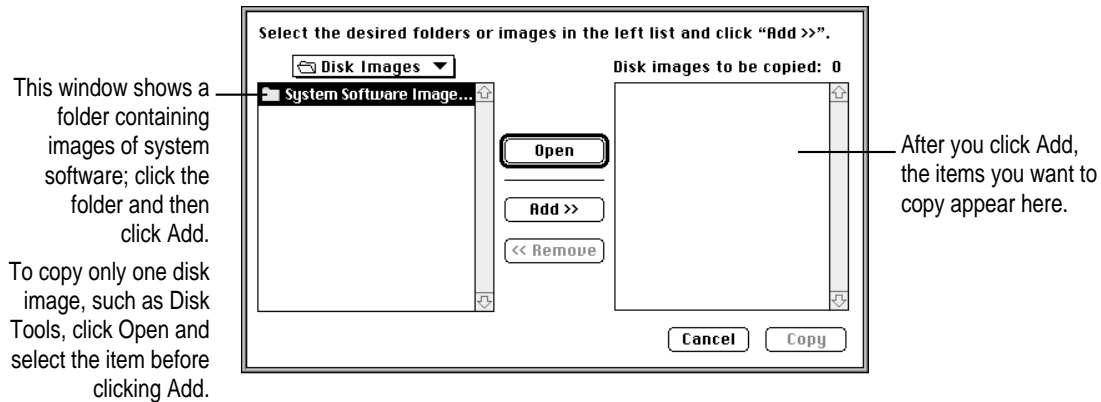 Select the desired folders or images in the left list and click “Add >>”.
Disk Images
Disk images to be copied: 0
System Software Image...
Open
Add >>
<< Remove
Cancel
Copy
This window shows a
folder containing
images of system
software; click the
folder and then
click Add.
To copy only one disk
image, such as Disk
Tools, click Open and
select the item before
clicking Add.
After you click Add,
the items you want to
copy appear here.